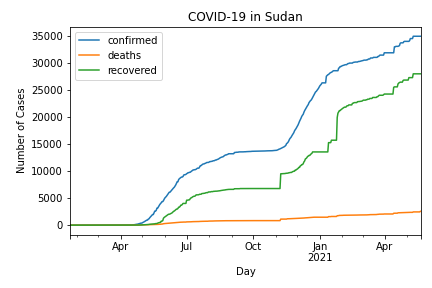 COVID-19 in Sudan
confirmed
deaths
recovered
Number of Cases
35000
30000
25000
20000
15000
10000
5000
0
Apr
Jul
Oct
Jan
2021
Apr
Day